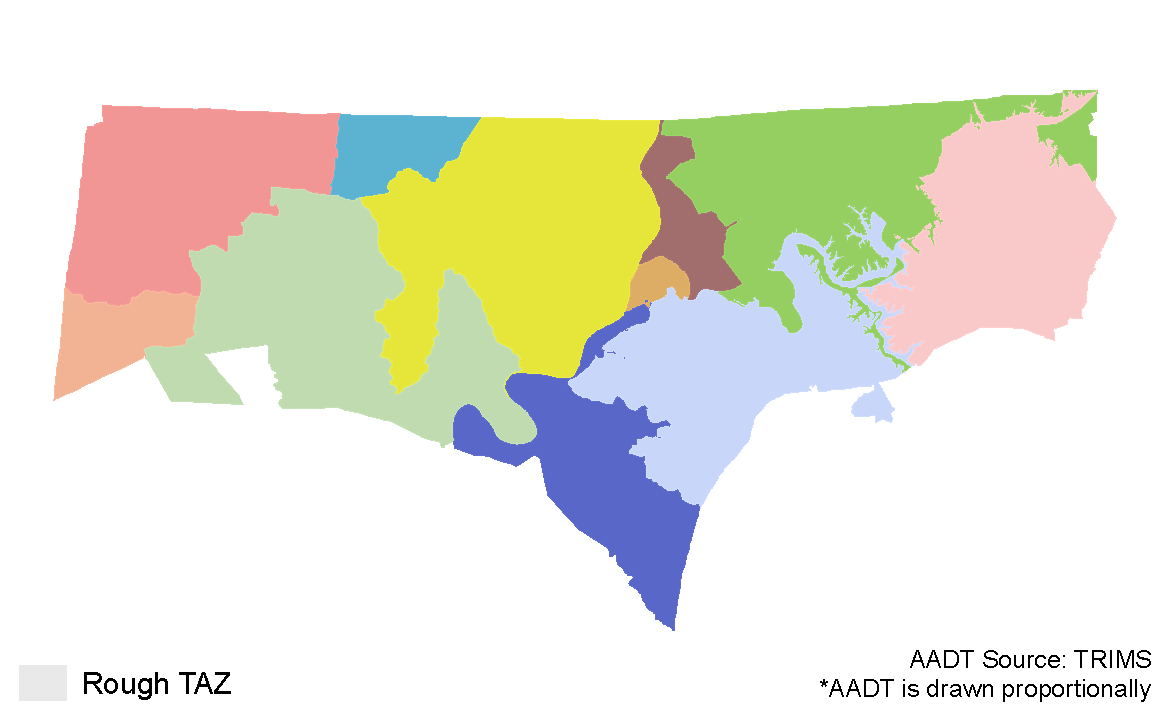 Rough TAZ
AADT Source: TRIMS
*AADT is drawn proportionally